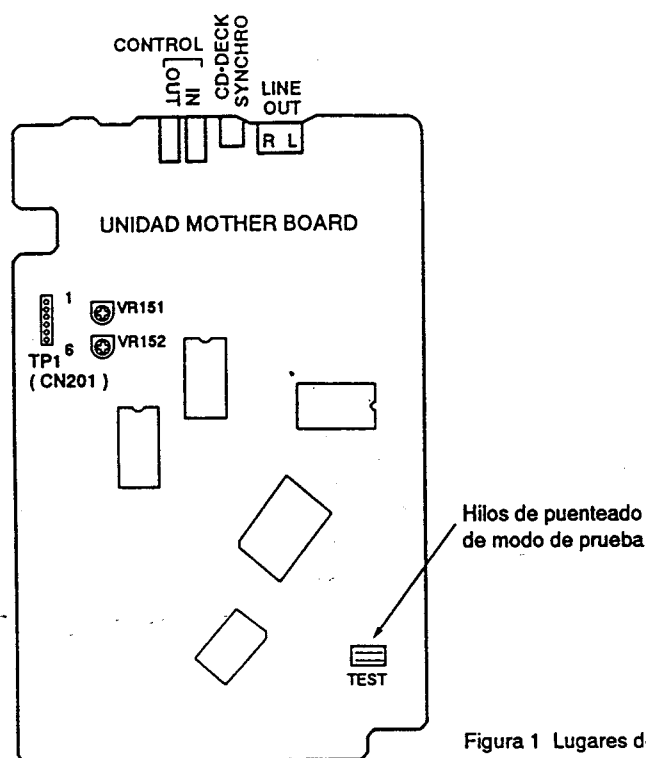 CONTROL
OUT
IN
CD•DECK
SYNCHRO
LINE
OUT
R L
UNIDAD MOTHER BOARD
1
VR151
6
VR152
TP1
( CN201 )
Hilos de puenteado
de modo de prueba
TEST
Figura 1 Lugares d